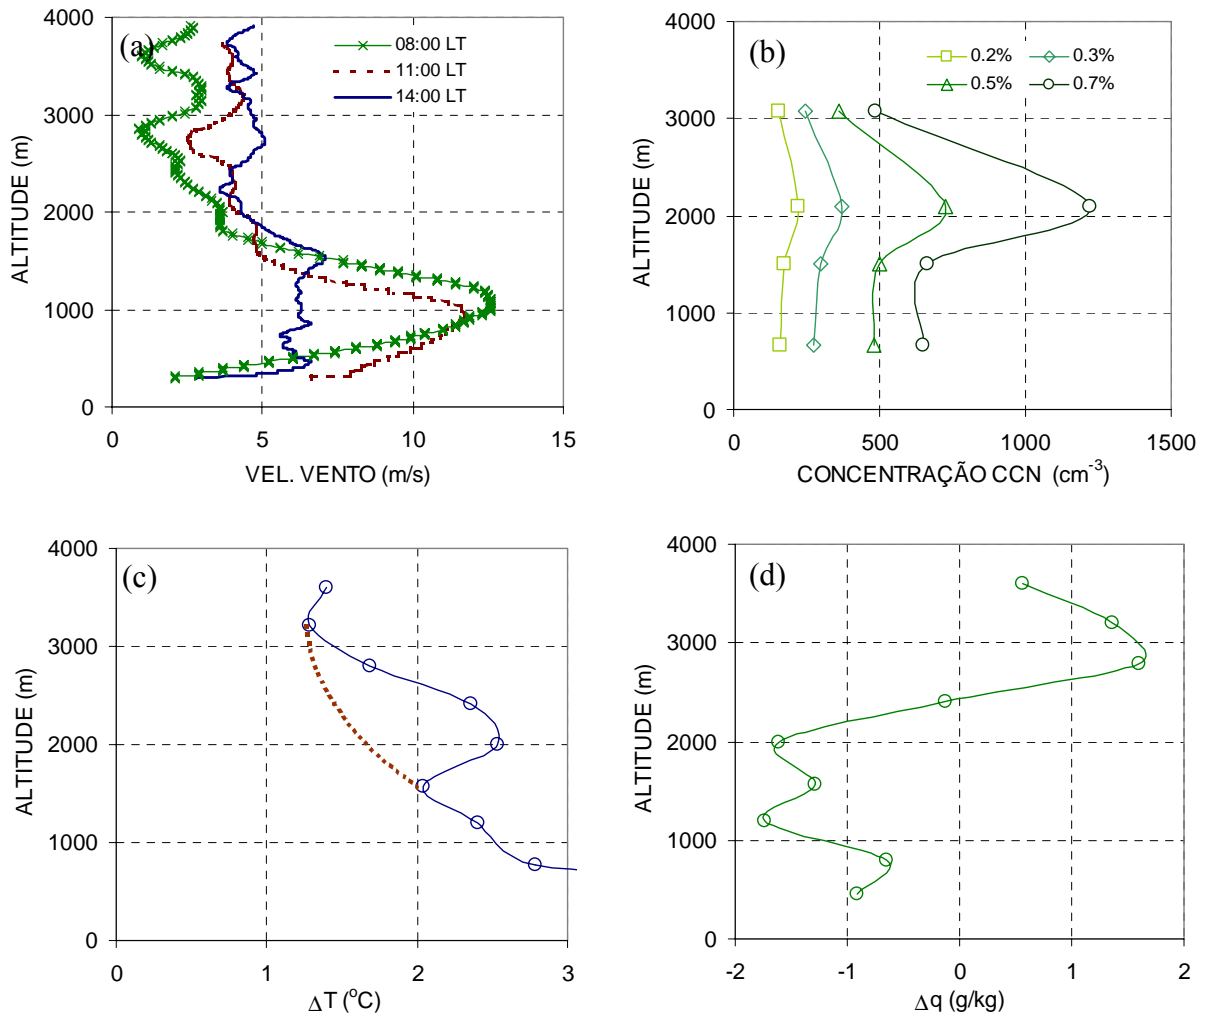 (a)
4000
3000
2000
1000
0
ALTITUDE (m)
08:00 LT
11:00 LT
14:00 LT
0 5 10 15
VEL. VENTO (m/s)
(b)
4000
3000
2000
1000
0
ALTITUDE (m)
0.2% 0.3%
0.5% 0.7%
0 500 1000 1500
CONCENTRAÇÃO CCN (cm⁻³)
(c)
4000
3000
2000
1000
0
ALTITUDE (m)
0 1 2 3
ΔT (°C)
(d)
4000
3000
2000
1000
0
ALTITUDE (m)
-2 -1 0 1 2
Δq (g/kg)